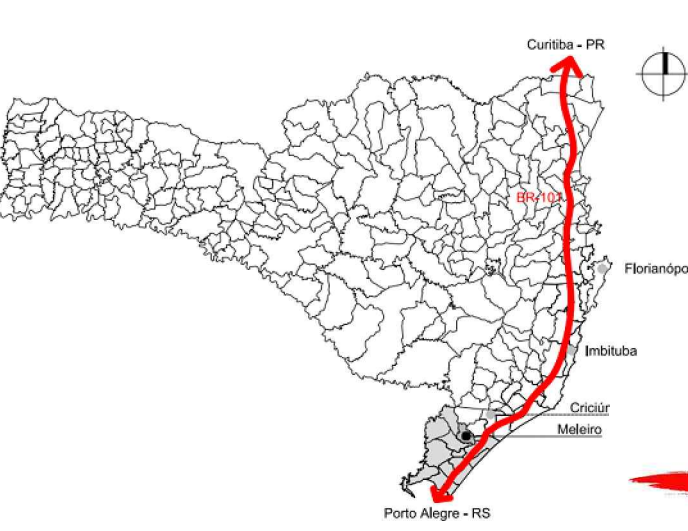 Curitiba - PR
BR-101
Florianópo
Imbituba
Criciúr
Meleiro
Porto Alegre - RS